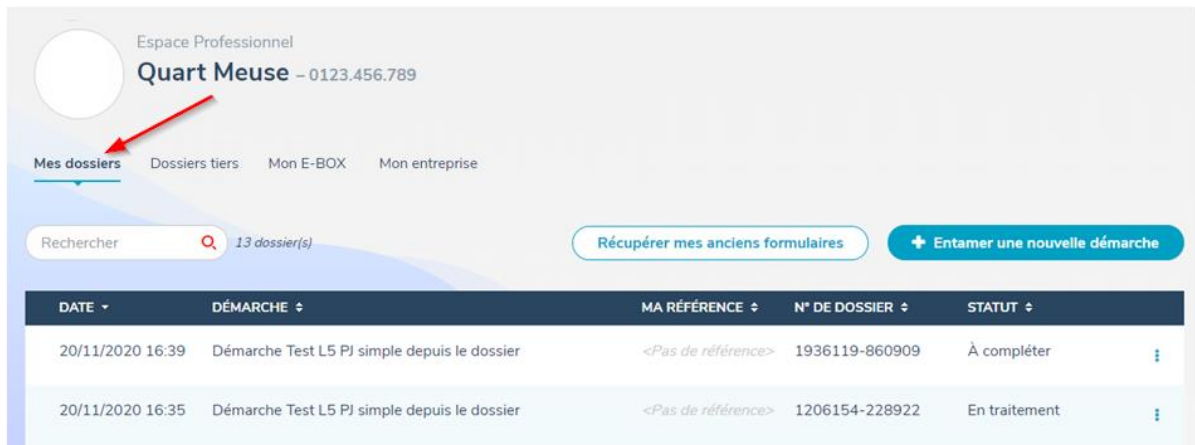 Espace Professionnel
Quart Meuse – 0123.456.789
Mes dossiers Dossiers tiers Mon E-BOX Mon entreprise
Rechercher 13 dossier(s) Récupérer mes anciens formulaires + Entamer une nouvelle démarche
DATE DÉMARCHE MA RÉFÉRENCE N° DE DOSSIER STATUT
20/11/2020 16:39 Démarche Test L5 PJ simple depuis le dossier <Pas de référence> 1936119-860909 À compléter
20/11/2020 16:35 Démarche Test L5 PJ simple depuis le dossier <Pas de référence> 1206154-228922 En traitement